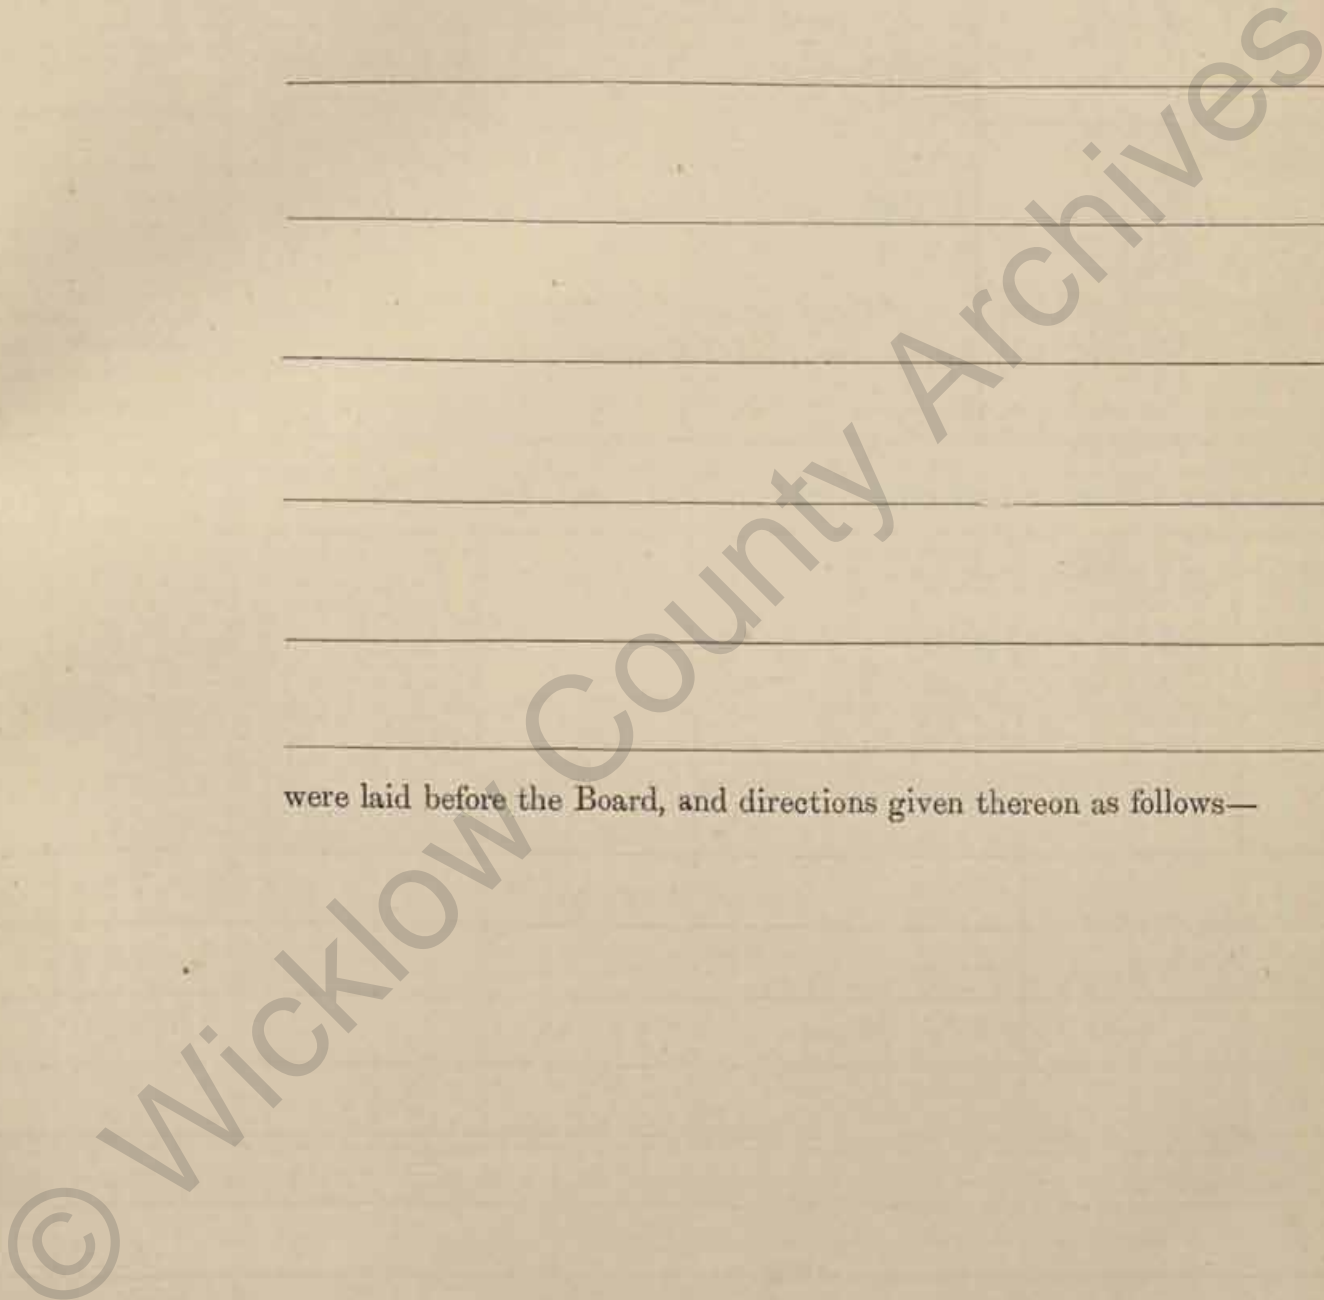 were laid before the Board, and directions given thereon as follows—
© Wicklow County Archives